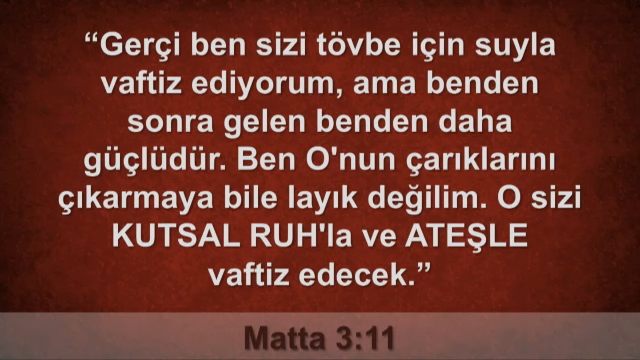 “Gerçi ben sizi tövbe için suyla
vaftiz ediyorum, ama benden
sonra gelen benden daha
güçlüdür. Ben O'nun çarıklarını
çıkarmaya bile layık değilim. O sizi
KUTSAL RUH'la ve ATEŞLE
vaftiz edecek.”
Matta 3:11